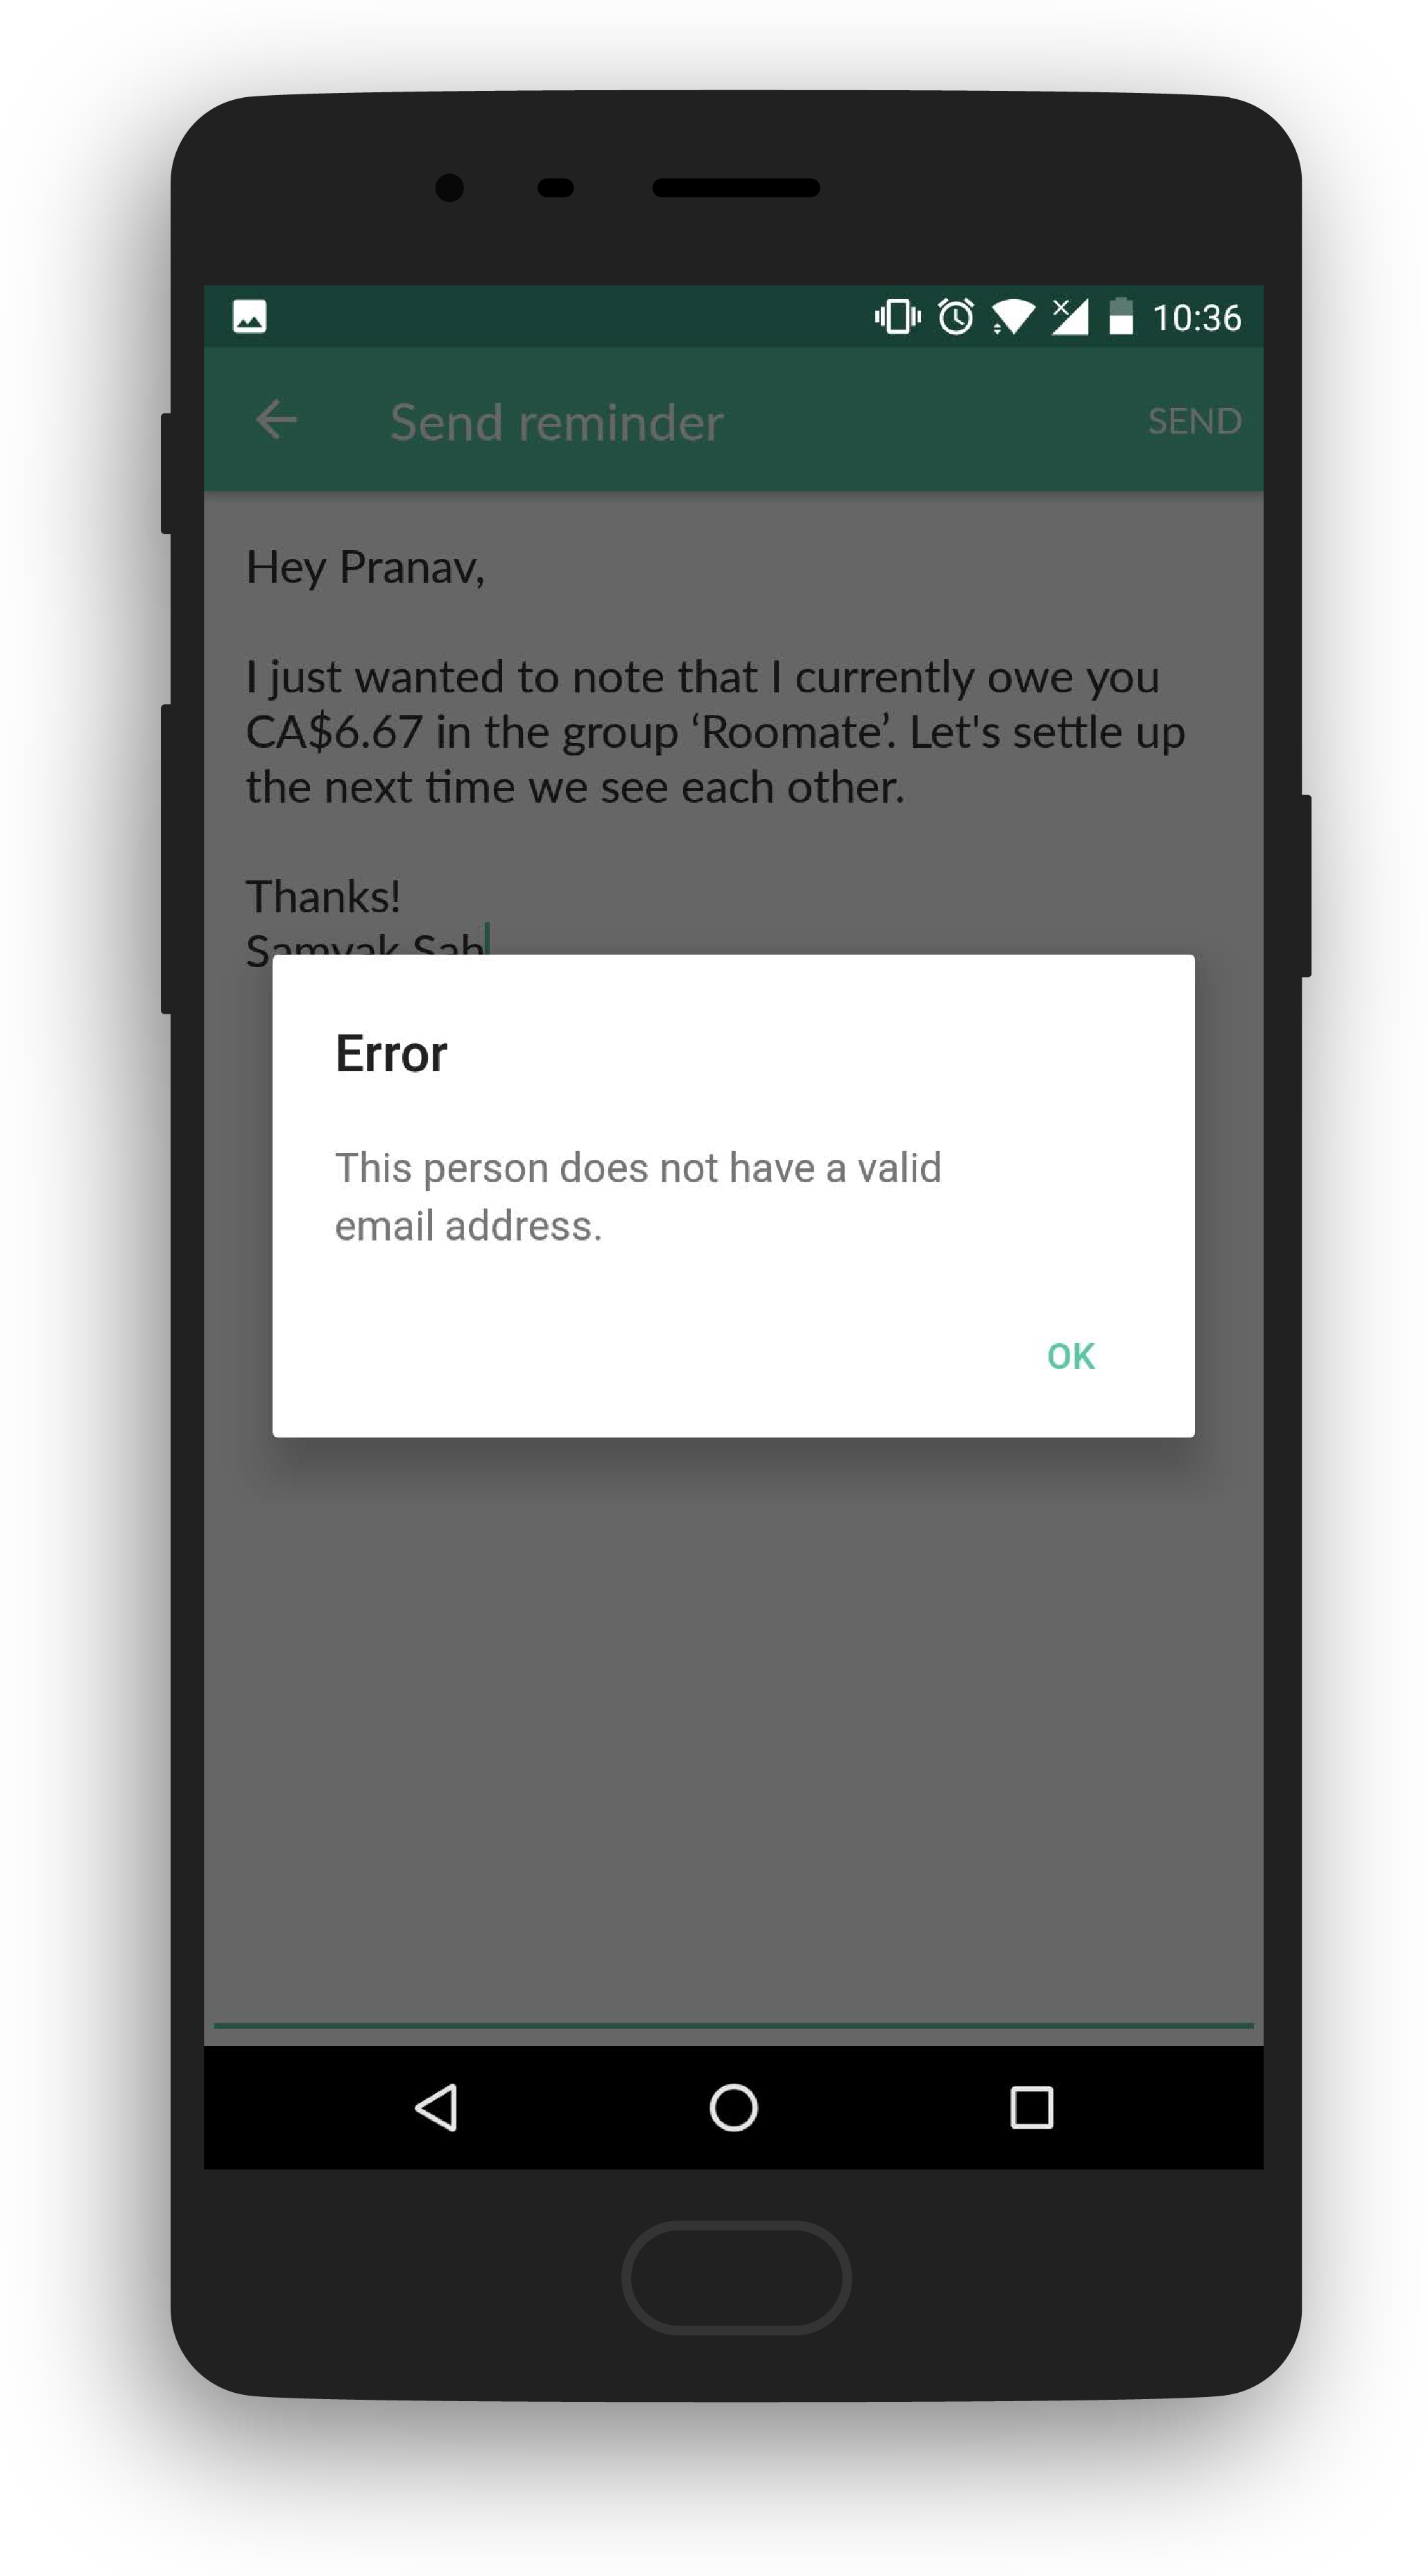 10:36
Send reminder
SEND
Hey Pranav,
I just wanted to note that I currently owe you
CA$6.67 in the group ‘Roomate’. Let's settle up
the next time we see each other.
Thanks!
Samyak Sah
Error
This person does not have a valid
email address.
OK